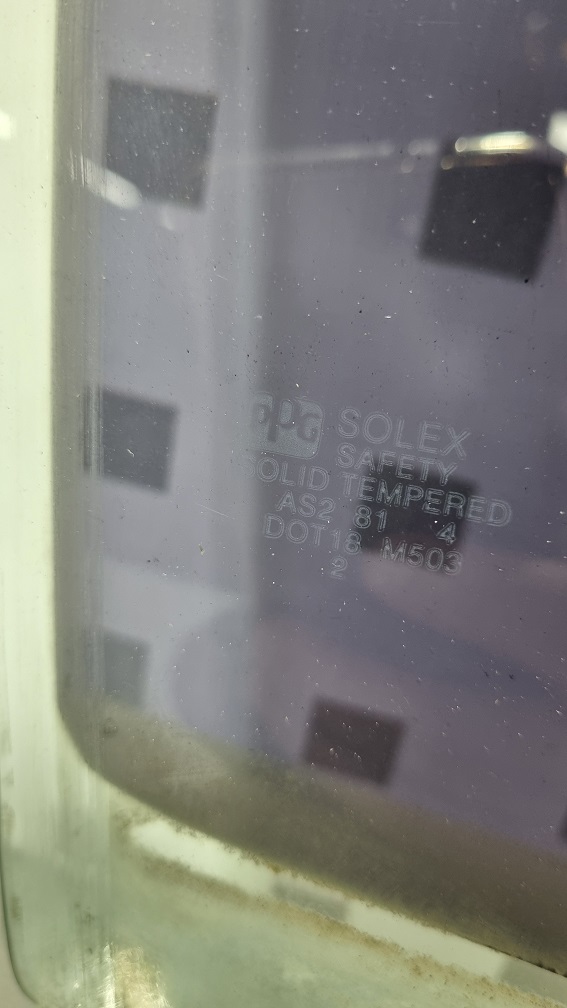 PPG SOLEX
SAFETY
OLID TEMPERED
AS2 81 4
DOT18 M503
2